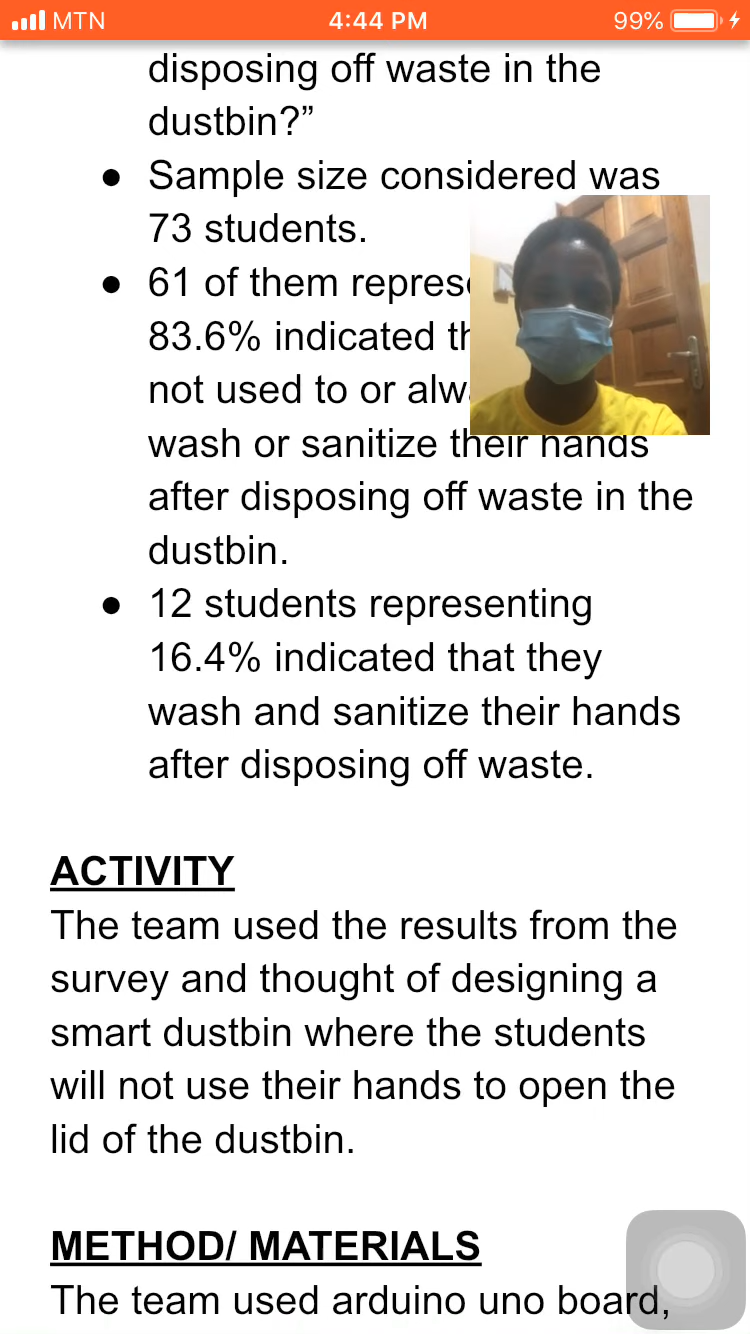 MTN 4:44 PM 99%
disposing off waste in the
dustbin?”
● Sample size considered was
73 students.
● 61 of them
83.6% indicated
not used to or
wash or sanitize their hands
after disposing off waste in the
dustbin.
● 12 students representing
16.4% indicated that they
wash and sanitize their hands
after disposing off waste.
ACTIVITY
The team used the results from the
survey and thought of designing a
smart dustbin where the students
will not use their hands to open the
lid of the dustbin.
METHOD/ MATERIALS
The team used arduino uno board,